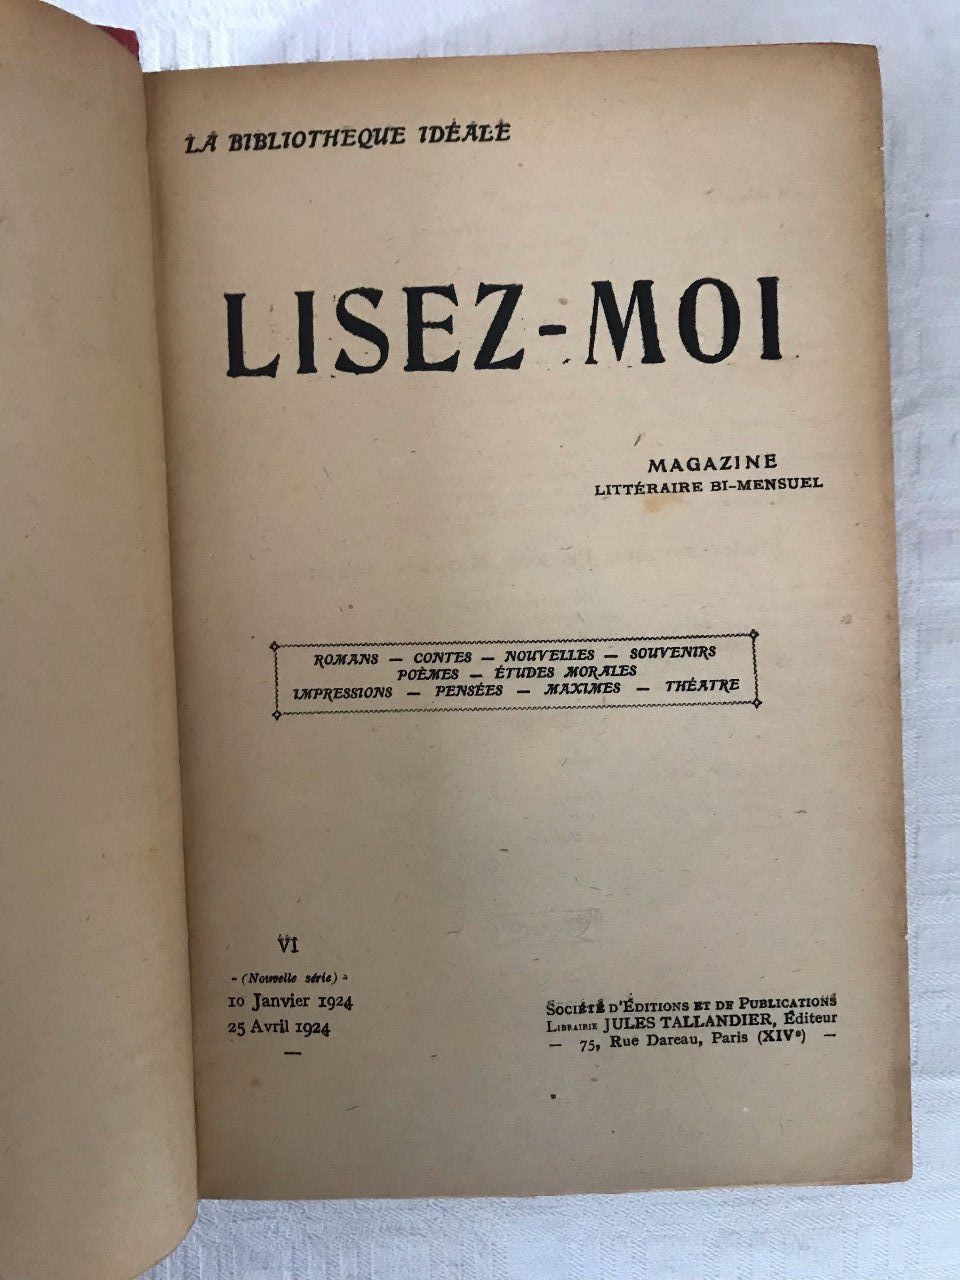 LA BIBLIOTHEQUE IDÉALE
LISEZ-MOI
MAGAZINE
LITTÉRAIRE BI-MENSUEL
ROMANS — CONTES — NOUVELLES — SOUVENIRS
POÈMES — ÉTUDES MORALES
IMPRESSIONS — PENSÉES — MAXIMES — THÉATRE
VI
- (Nouvelle série) -
10 Janvier 1924
25 Avril 1924
—
SOCIÉTÉ D'ÉDITIONS ET DE PUBLICATIONS
LIBRAIRIE JULES TALLANDIER, Éditeur
— 75, Rue Dareau, Paris (XIVe) —